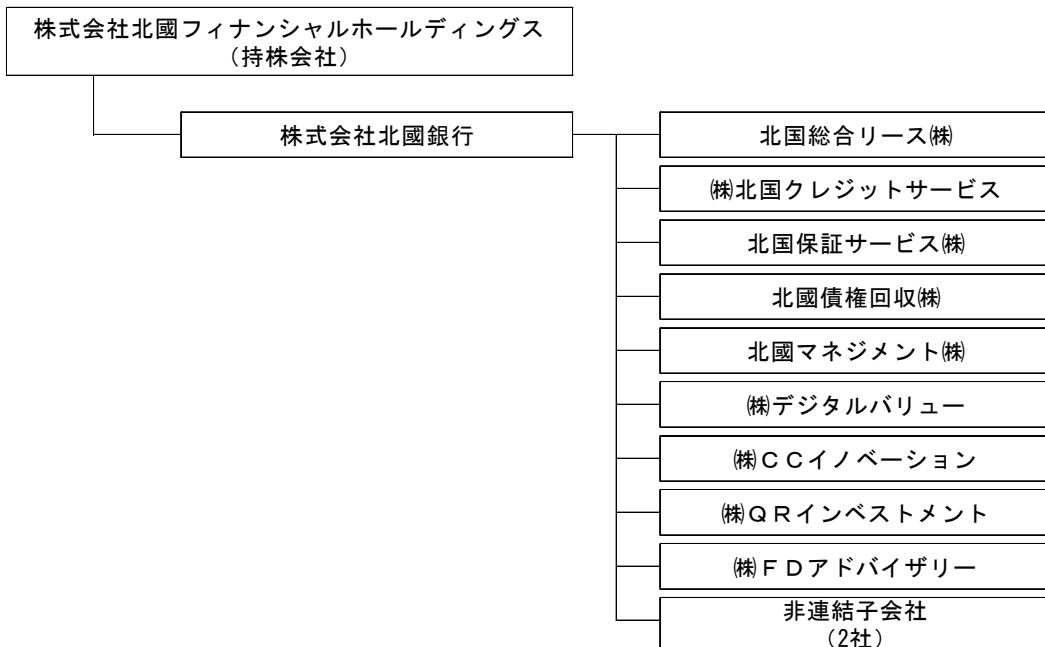 株式会社北國フィナンシャルホールディングス
（持株会社）
株式会社北國銀行
北国総合リース㈱
㈱北国クレジットサービス
北国保証サービス㈱
北國債権回収㈱
北國マネジメント㈱
㈱デジタルバリュー
㈱ＣＣイノベーション
㈱ＱＲインベストメント
㈱ＦＤアドバイザリー
非連結子会社
（2社）